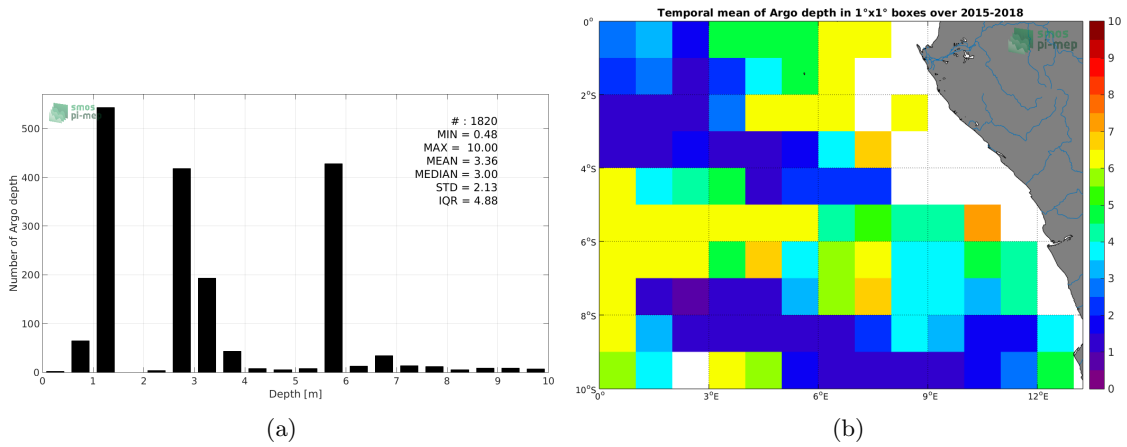 smos
pi-mep
# : 1820
MIN = 0.48
MAX = 10.00
MEAN = 3.36
MEDIAN = 3.00
STD = 2.13
IQR = 4.88
Number of Argo depth
500
400
300
200
100
0
0 1 2 3 4 5 6 7 8 9 10
Depth [m]
(a)
Temporal mean of Argo depth in 1°x1° boxes over 2015-2018
smos
pi-mep
0°
2°S
4°S
6°S
8°S
10°S
0° 3°E 6°E 9°E 12°E
10
9
8
7
6
5
4
3
2
1
0
(b)